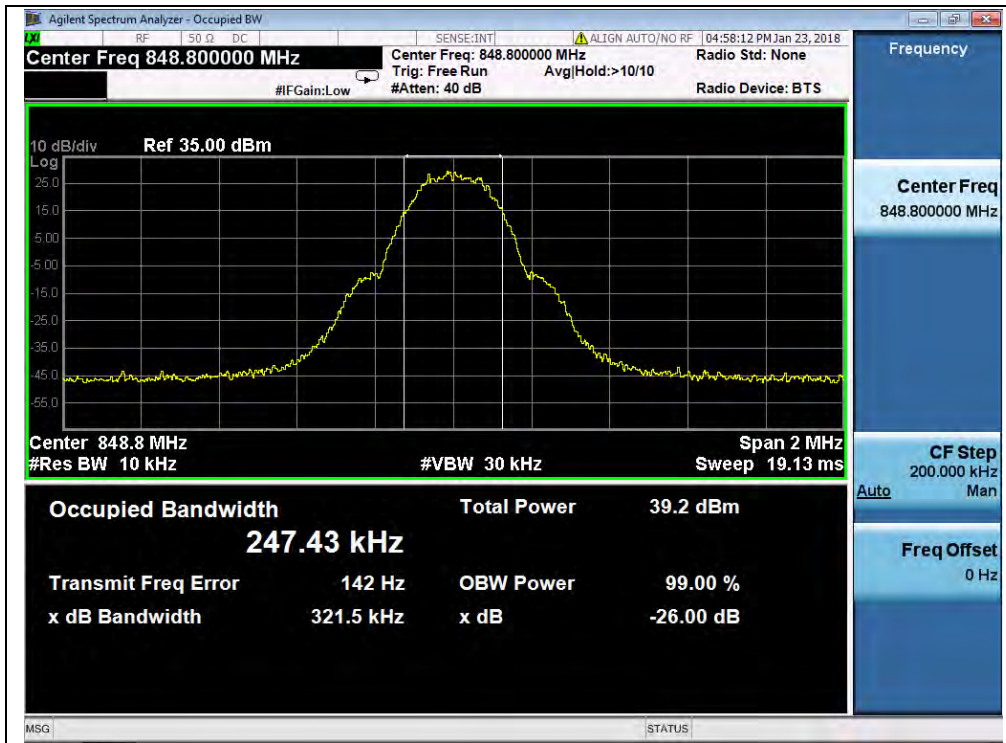 Agilent Spectrum Analyzer - Occupied BW
LXI RF 50 Ω DC SENSE:INT ALIGN AUTO/NO RF 04:58:12 PM Jan 23, 2018
Center Freq 848.800000 MHz
Center Freq: 848.800000 MHz
Radio Std: None
Trig: Free Run
Avg|Hold:>10/10
#IFGain:Low
#Atten: 40 dB
Radio Device: BTS
10 dB/div
Ref 35.00 dBm
Log
25.0
15.0
5.00
-5.00
-15.0
-25.0
-35.0
-45.0
-55.0
Center 848.8 MHz
Span 2 MHz
#Res BW 10 kHz
#VBW 30 kHz
Sweep 19.13 ms
Occupied Bandwidth
Total Power 39.2 dBm
247.43 kHz
Transmit Freq Error 142 Hz
OBW Power 99.00 %
x dB Bandwidth 321.5 kHz
x dB -26.00 dB
MSG
STATUS
Frequency
Center Freq
848.800000 MHz
CF Step
200.000 kHz
Auto Man
Freq Offset
0 Hz